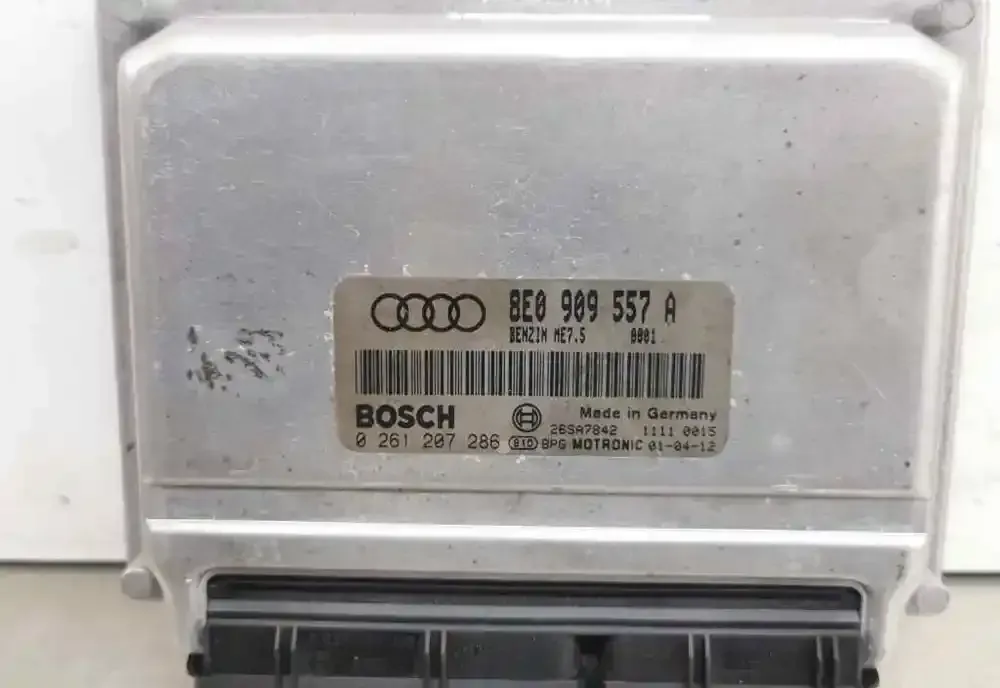 8E0 909 557 A
BENZIN ME7.5 0001
BOSCH Made in Germany
26SA7842 1111 0015
0 261 207 286 010 BPG MOTRONIC 01-04-12